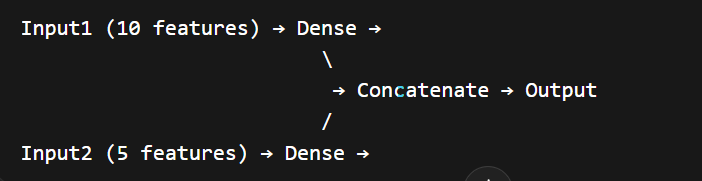 Input1 (10 features) → Dense →
\
→ Concatenate → Output
/
Input2 (5 features) → Dense →